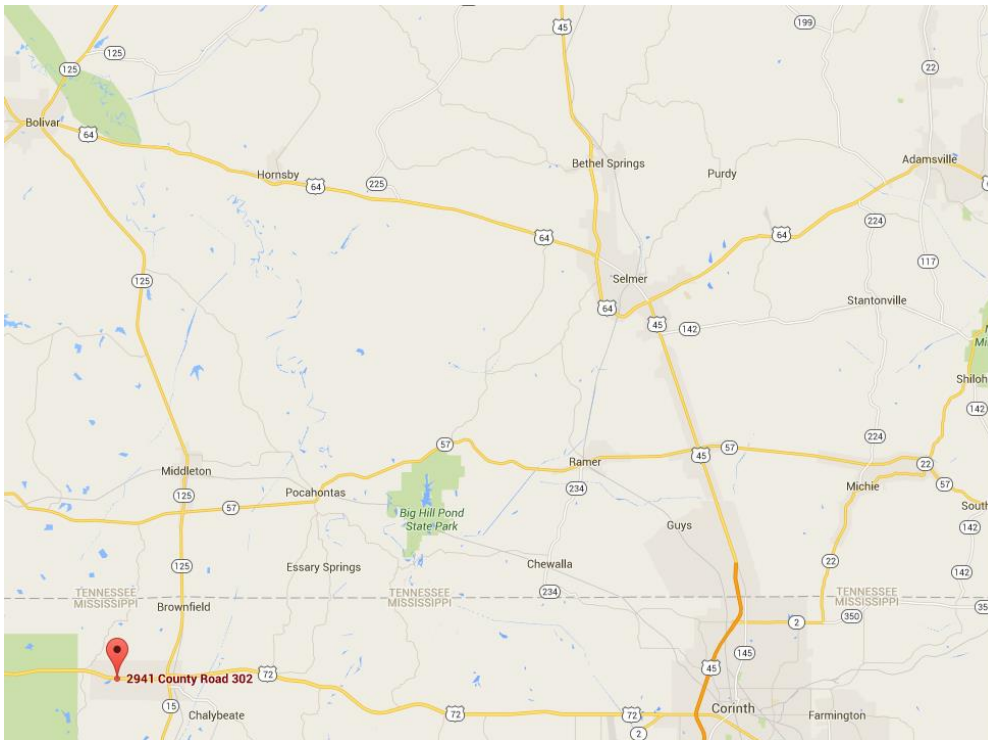 45
199
125
125
22
Bolivar
64
Bethel Springs
Adamsville
Hornsby
Purdy
64
225
224
64
64
117
Selmer
125
64
Stantonville
45
142
Shiloh
142
57
57
45
224
Middleton
Ramer
22
57
125
Pocahontas
234
Michie
57
South
Big Hill Pond
State Park
Guys
142
22
125
Essary Springs
Chewalla
142
TENNESSEE
MISSISSIPPI
TENNESSEE
MISSISSIPPI
234
TENNESSEE
MISSISSIPPI
Brownfield
350
2
145
45
2941 County Road 302
72
15
Chalybeate
72
72
Corinth
Farmington